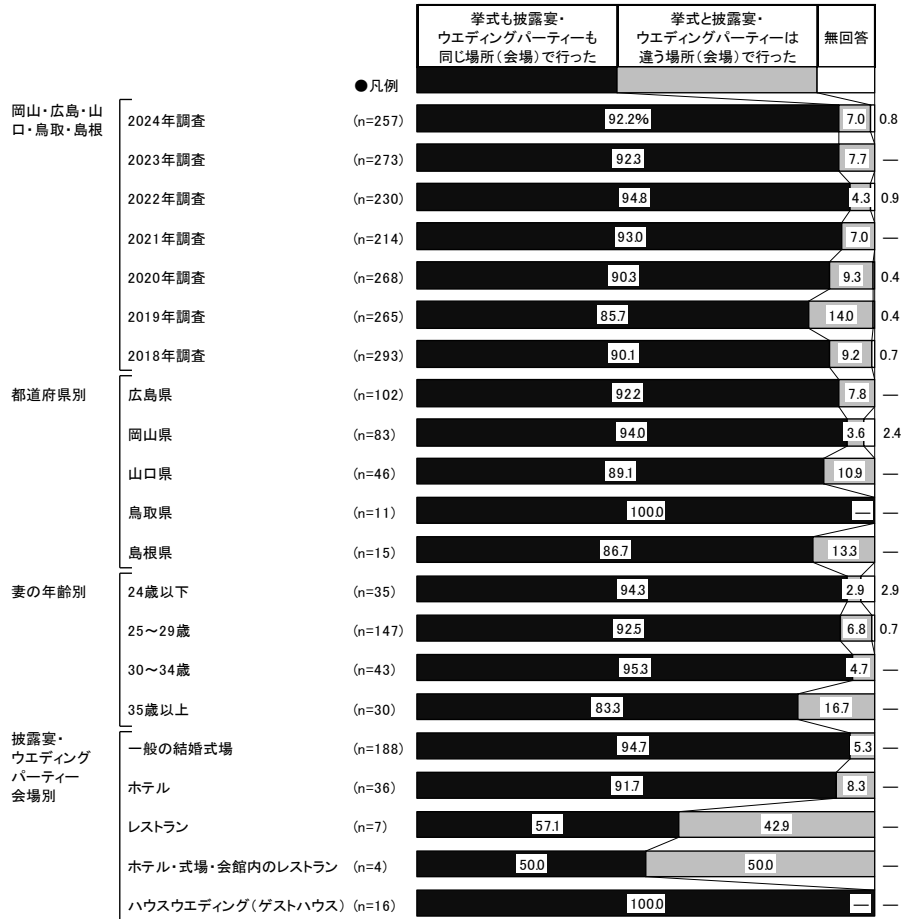 挙式も披露宴・
ウエディングパーティーも
同じ場所（会場）で行った
挙式と披露宴・
ウエディングパーティーは
違う場所（会場）で行った
無回答
●凡例
岡山・広島・山
口・鳥取・島根
2024年調査 (n=257) 92.2% 7.0 0.8
2023年調査 (n=273) 92.3 7.7 ―
2022年調査 (n=230) 94.8 4.3 0.9
2021年調査 (n=214) 93.0 7.0 ―
2020年調査 (n=268) 90.3 9.3 0.4
2019年調査 (n=265) 85.7 14.0 0.4
2018年調査 (n=293) 90.1 9.2 0.7
都道府県別 広島県 (n=102) 92.2 7.8 ―
岡山県 (n=83) 94.0 3.6 2.4
山口県 (n=46) 89.1 10.9 ―
鳥取県 (n=11) 100.0 ― ―
島根県 (n=15) 86.7 13.3 ―
妻の年齢別 24歳以下 (n=35) 94.3 2.9 2.9
25～29歳 (n=147) 92.5 6.8 0.7
30～34歳 (n=43) 95.3 4.7 ―
35歳以上 (n=30) 83.3 16.7 ―
披露宴・
ウエディング
パーティー
会場別
一般の結婚式場 (n=188) 94.7 5.3 ―
ホテル (n=36) 91.7 8.3 ―
レストラン (n=7) 57.1 42.9 ―
ホテル・式場・会館内のレストラン (n=4) 50.0 50.0 ―
ハウスウエディング（ゲストハウス） (n=16) 100.0 ― ―